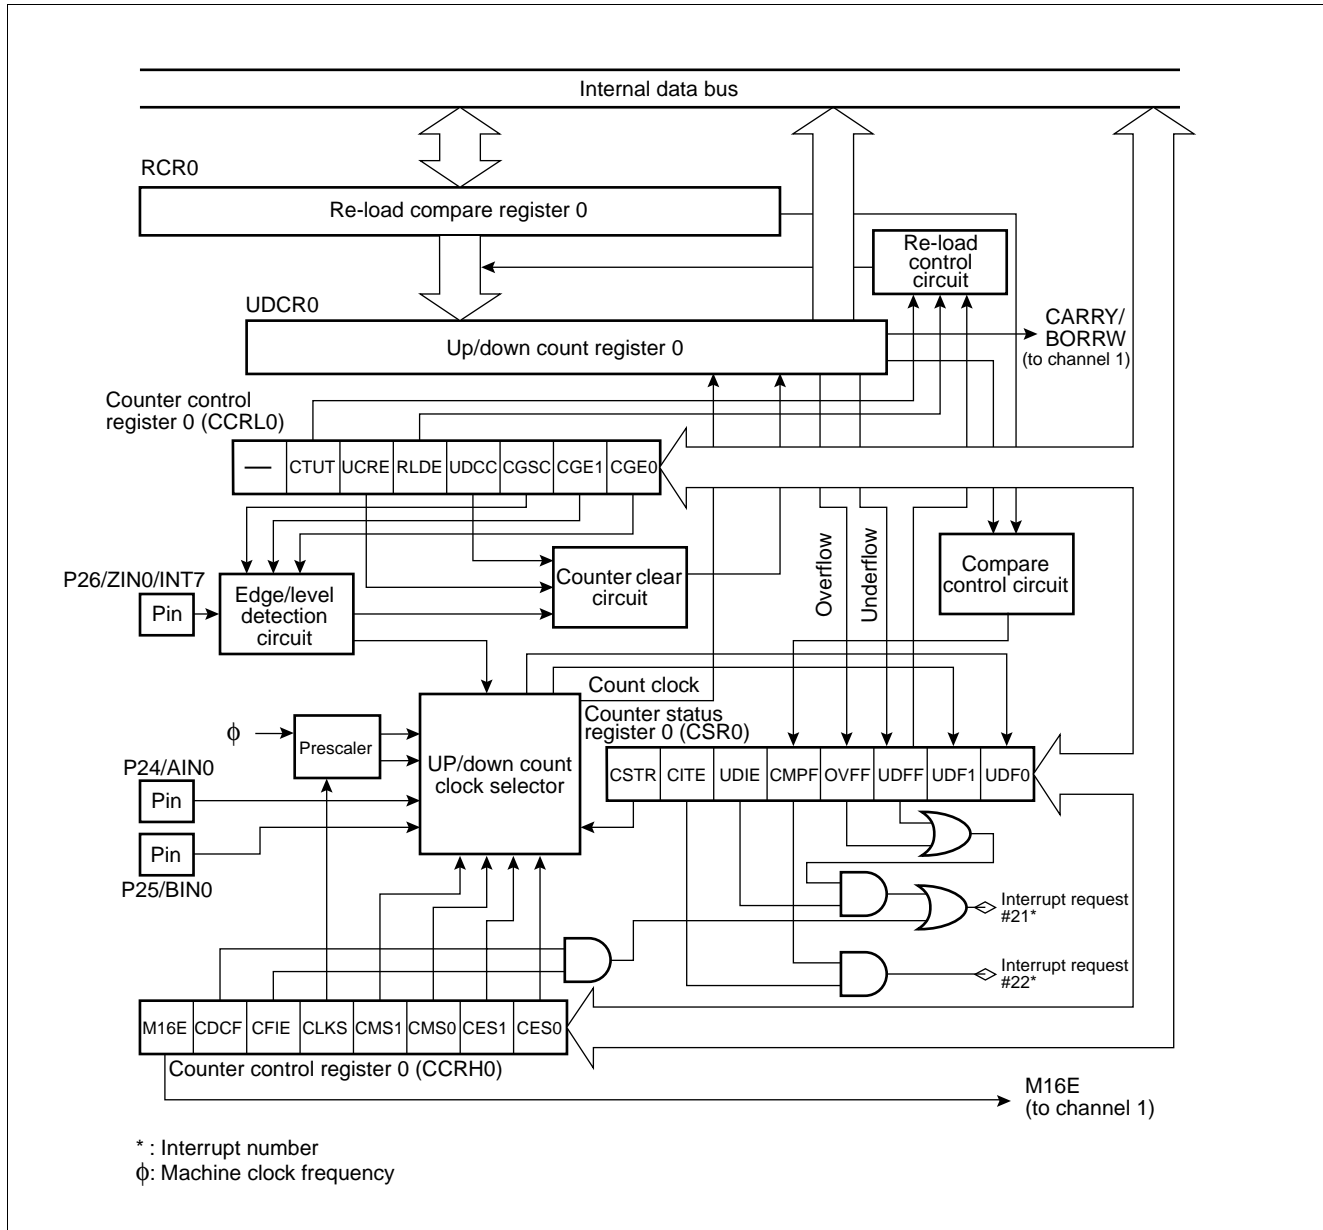 Internal data bus
RCR0
Re-load compare register 0
Re-load
control
circuit
UDCR0
Up/down count register 0
CARRY/
BORRW
(to channel 1)
Counter control
register 0 (CCRL0)
— CTUT UCRE RLDE UDCC CGSC CGE1 CGE0
Overflow
Underflow
Compare
control circuit
P26/ZIN0/INT7
Pin
Edge/level
detection
circuit
Counter clear
circuit
Count clock
Counter status
register 0 (CSR0)
ϕ
Prescaler
UP/down count
clock selector
CSTR CITE UDIE CMPF OVFF UDFF UDF1 UDF0
P24/AIN0
Pin
Pin
P25/BIN0
Interrupt request
#21*
Interrupt request
#22*
M16E CDCF CFIE CLKS CMS1 CMS0 CES1 CES0
Counter control register 0 (CCRH0)
M16E
(to channel 1)
* : Interrupt number
ϕ: Machine clock frequency